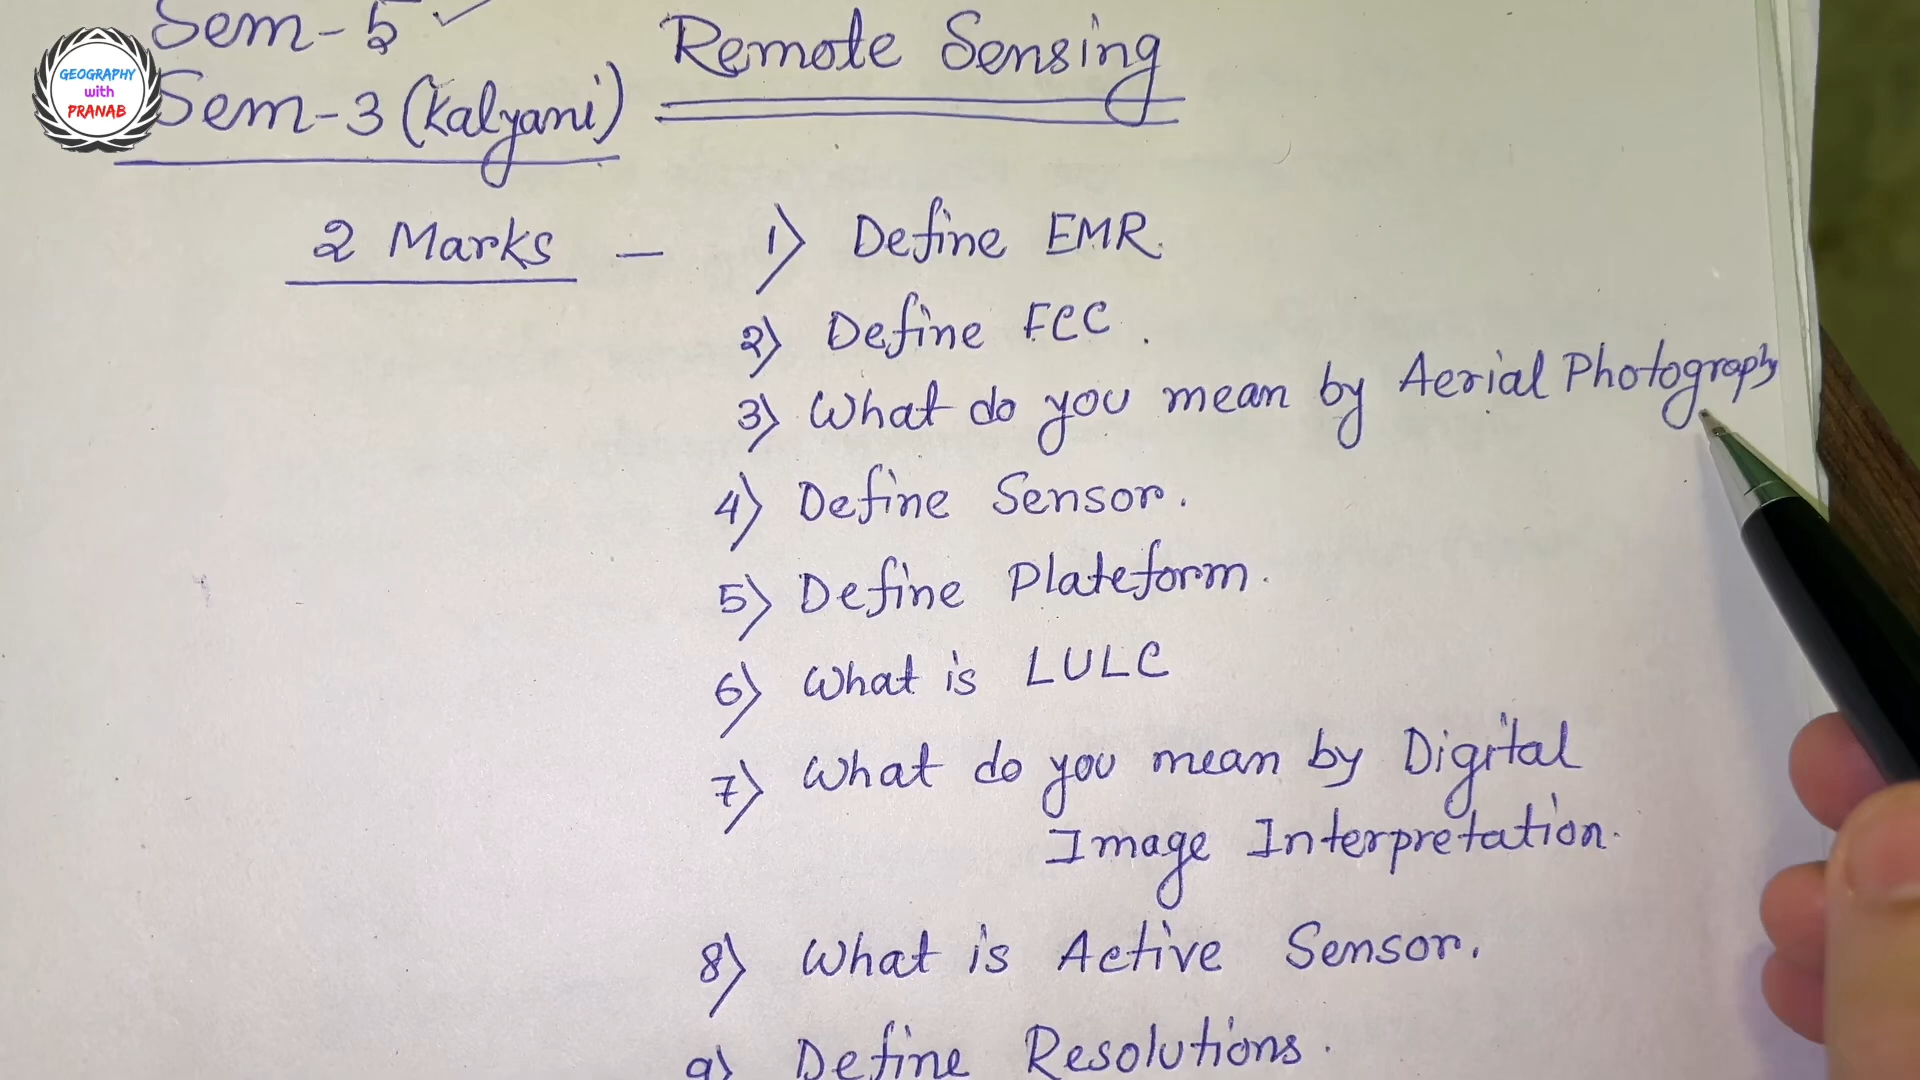 Sem-5 ✓
GEOGRAPHY
with
PRANAB
Sem-3 (Kalyani)
Remote Sensing
2 Marks - 1) Define EMR.
2) Define FCC.
3) What do you mean by Aerial Photography
4) Define Sensor.
5) Define Plateform.
6) What is LULC
7) What do you mean by Digital
Image Interpretation.
8) What is Active Sensor.
9) Define Resolutions.